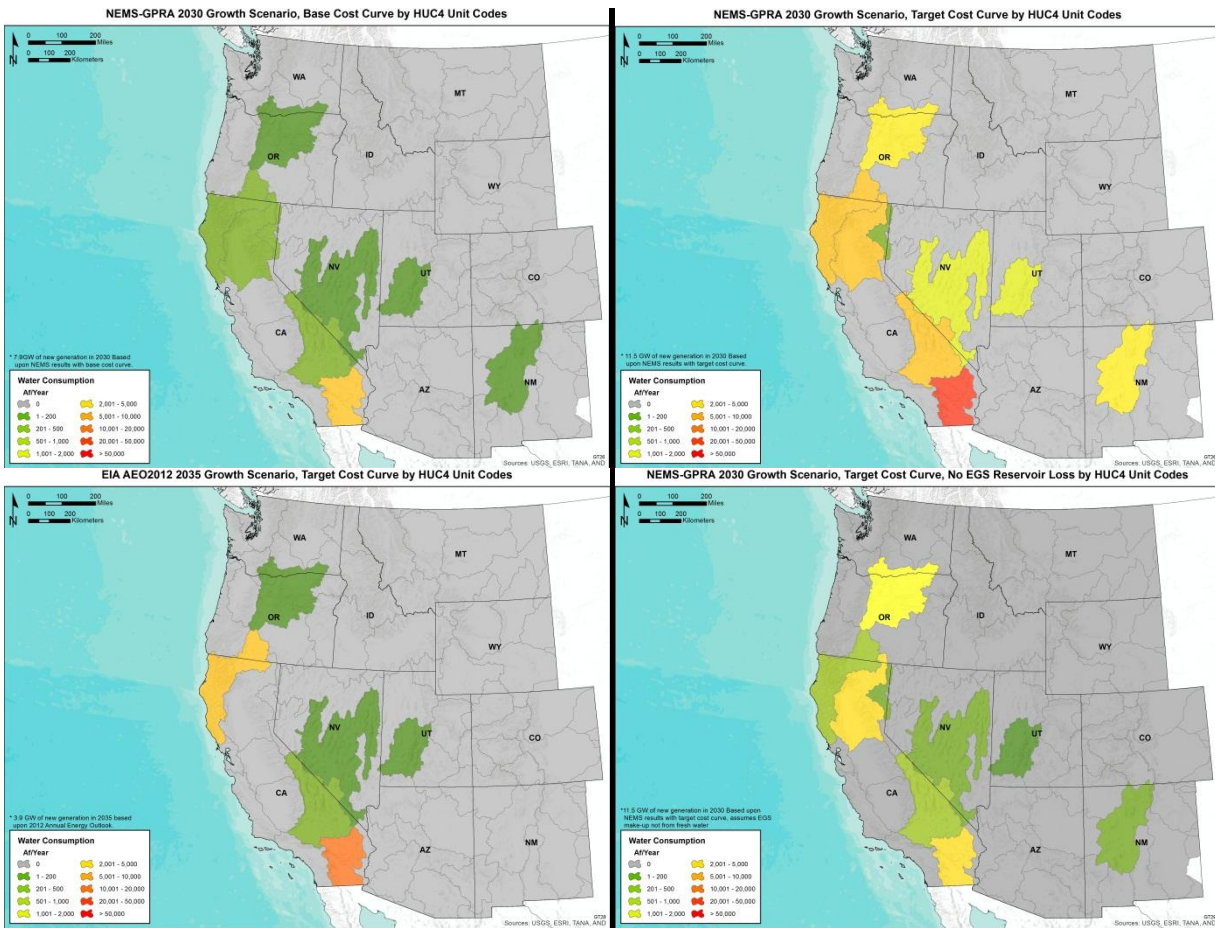 NEMS-GPRA 2030 Growth Scenario, Base Cost Curve by HUC4 Unit Codes
0 100 200
Miles
0 100 200
Kilometers
N
WA
MT
OR
ID
WY
NV
UT
CO
CA
AZ
NM
* 7.9GW of new generation in 2030 Based
upon NEMS results with base cost curve.
Water Consumption
Af/Year
0
1 - 200
201 - 500
501 - 1,000
1,001 - 2,000
2,001 - 5,000
5,001 - 10,000
10,001 - 20,000
20,001 - 50,000
> 50,000
Sources: USGS, ESRI, TANA, AND
NEMS-GPRA 2030 Growth Scenario, Target Cost Curve by HUC4 Unit Codes
0 100 200
Miles
0 100 200
Kilometers
N
WA
MT
OR
ID
WY
NV
UT
CO
CA
AZ
NM
* 11.5 GW of new generation in 2030 Based
upon NEMS results with target cost curve.
Water Consumption
Af/Year
0
1 - 200
201 - 500
501 - 1,000
1,001 - 2,000
2,001 - 5,000
5,001 - 10,000
10,001 - 20,000
20,001 - 50,000
> 50,000
Sources: USGS, ESRI, TANA, AND
EIA AEO2012 2035 Growth Scenario, Target Cost Curve by HUC4 Unit Codes
0 100 200
Miles
0 100 200
Kilometers
N
WA
MT
OR
ID
WY
NV
UT
CO
CA
AZ
NM
* 3.9 GW of new generation in 2035 based
upon 2012 Annual Energy Outlook.
Water Consumption
Af/Year
0
1 - 200
201 - 500
501 - 1,000
1,001 - 2,000
2,001 - 5,000
5,001 - 10,000
10,001 - 20,000
20,001 - 50,000
> 50,000
Sources: USGS, ESRI, TANA, AND
NEMS-GPRA 2030 Growth Scenario, Target Cost Curve, No EGS Reservoir Loss by HUC4 Unit Codes
0 100 200
Miles
0 100 200
Kilometers
N
WA
MT
OR
ID
WY
NV
UT
CO
CA
AZ
NM
*11.5 GW of new generation in 2030 Based upon
NEMS results with target cost curve, assumes EGS
make-up not from fresh water
Water Consumption
Af/Year
0
1 - 200
201 - 500
501 - 1,000
1,001 - 2,000
2,001 - 5,000
5,001 - 10,000
10,001 - 20,000
20,001 - 50,000
> 50,000
Sources: USGS, ESRI, TANA, AND